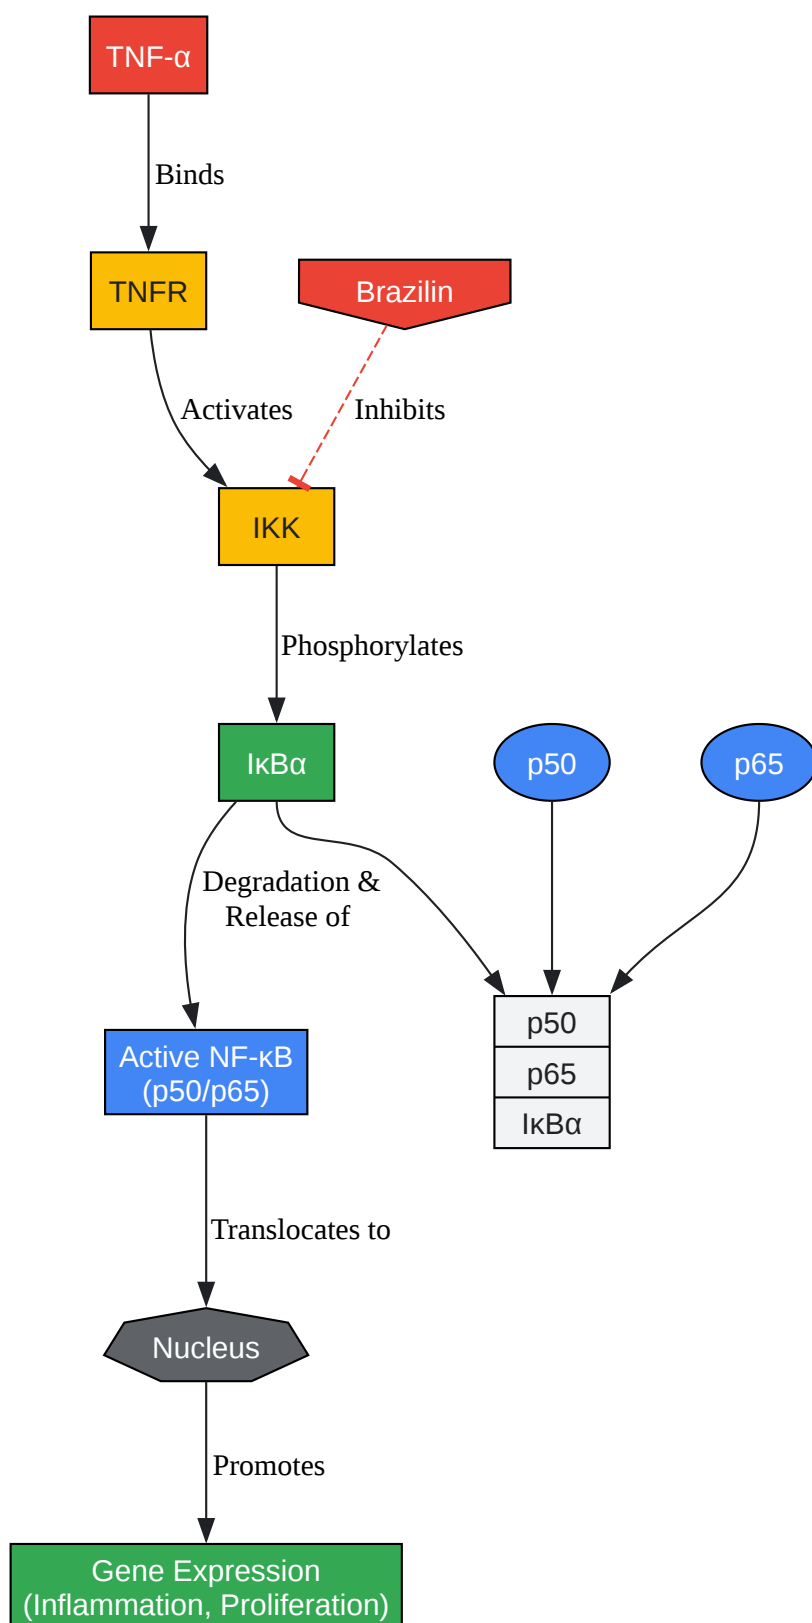 TNF-α
Binds
TNFR
Brazilin
Activates
Inhibits
IKK
Phosphorylates
IκBα
p50
p65
Degradation &
Release of
p50
p65
IκBα
Active NF-κB
(p50/p65)
Translocates to
Nucleus
Promotes
Gene Expression
(Inflammation, Proliferation)